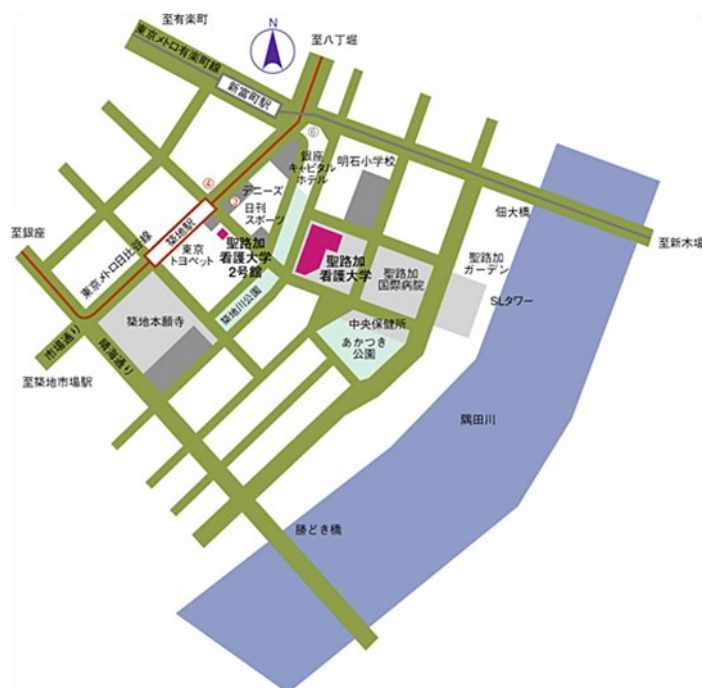 至有楽町
N
至八丁堀
東京メトロ有楽町線
新富町駅
⑥
銀座
キャピタル
ホテル
明石小学校
④
③
デニーズ
日刊
スポーツ
佃大橋
至新木場
至銀座
東京メトロ日比谷線
築地駅
東京
トヨペット
聖路加
看護大学
2号館
聖路加
看護大学
聖路加
国際病院
聖路加
ガーデン
SLタワー
築地川公園
築地本願寺
中央保健所
あかつき
公園
市場通り
晴海通り
至築地市場駅
隅田川
勝どき橋